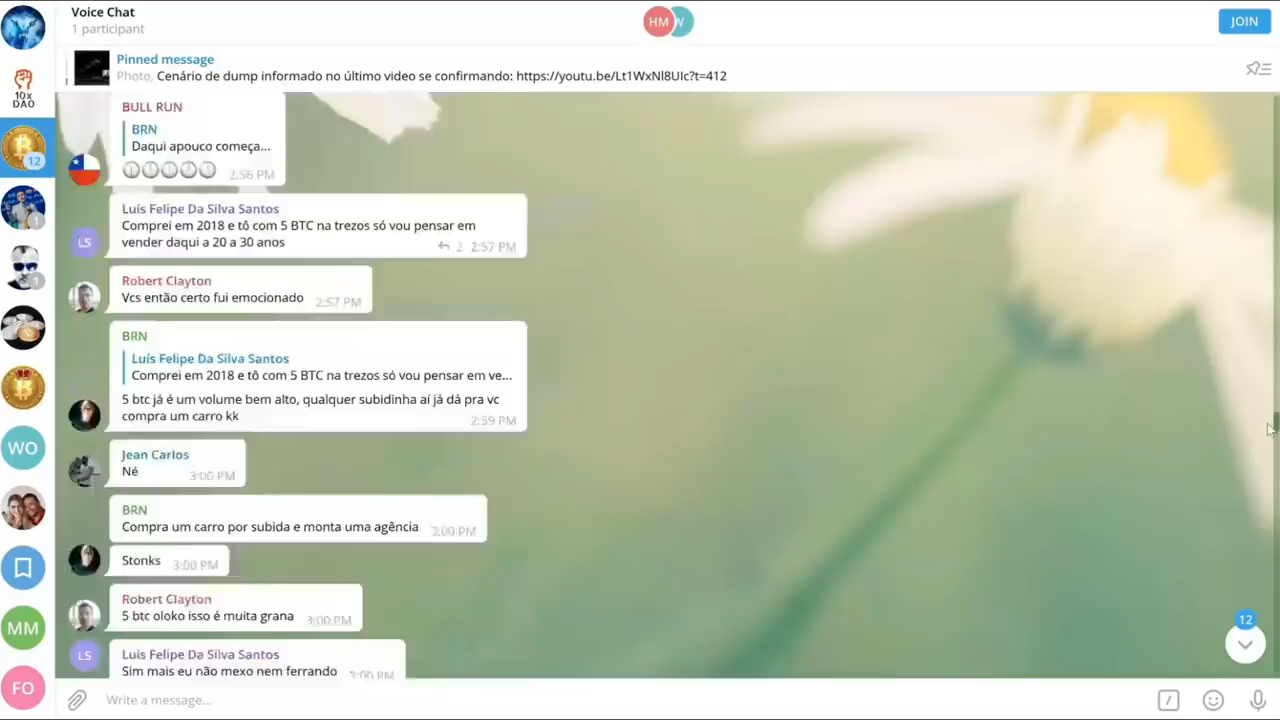 Voice Chat
1 participant
HM
W
JOIN
Pinned message
Photo, Cenário de dump informado no último video se confirmando: https://youtu.be/Lt1WxNl8UIc?t=412
10x
DAO
BULL RUN
BRN
Daqui apouco começa...
2:56 PM
12
Luís Felipe Da Silva Santos
Comprei em 2018 e tô com 5 BTC na trezos só vou pensar em
vender daqui a 20 a 30 anos
2 2:57 PM
LS
1
Robert Clayton
Vcs então certo fui emocionado 2:57 PM
1
BRN
Luís Felipe Da Silva Santos
Comprei em 2018 e tô com 5 BTC na trezos só vou pensar em ve...
5 btc já é um volume bem alto, qualquer subidinha aí já dá pra vc
compra um carro kk
2:59 PM
WO
Jean Carlos
Né 3:00 PM
BRN
Compra um carro por subida e monta uma agência 3:00 PM
Stonks 3:00 PM
Robert Clayton
5 btc oloko isso é muita grana 3:00 PM
MM
12
LS
Luís Felipe Da Silva Santos
Sim mais eu não mexo nem ferrando 3:00 PM
FO
Write a message...